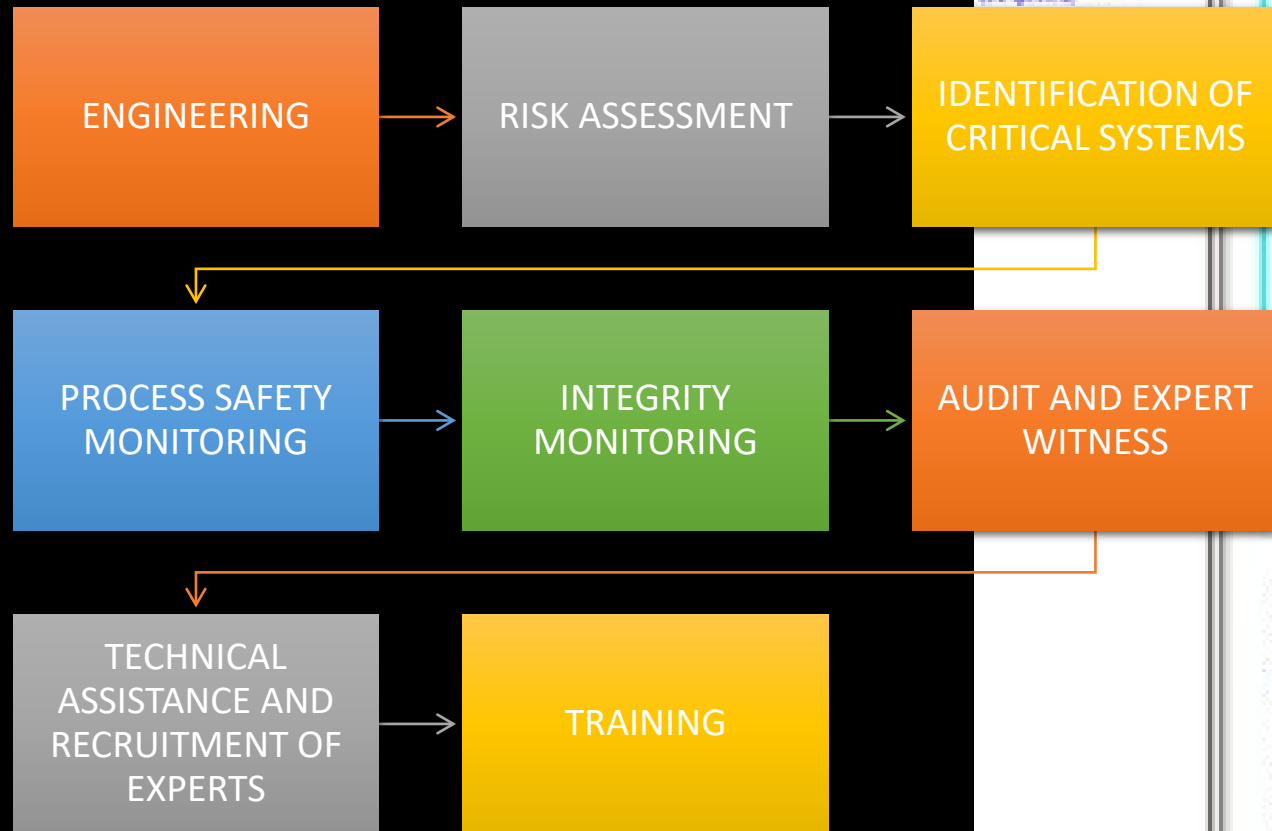 ENGINEERING
RISK ASSESSMENT
IDENTIFICATION OF
CRITICAL SYSTEMS
PROCESS SAFETY
MONITORING
INTEGRITY
MONITORING
AUDIT AND EXPERT
WITNESS
TECHNICAL
ASSISTANCE AND
RECRUITMENT OF
EXPERTS
TRAINING